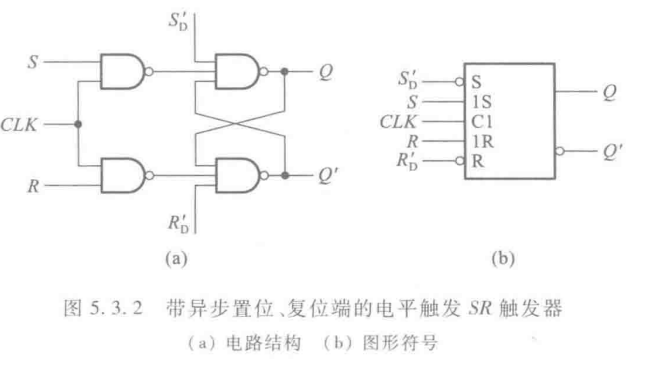 S'D
S
Q
CLK
R
Q'
R'D
(a)
S'D S
S 1S
Q
CLK C1
R 1R
Q'
R'D R
(b)
图 5.3.2 带异步置位、复位端的电平触发 SR 触发器
(a) 电路结构 (b) 图形符号